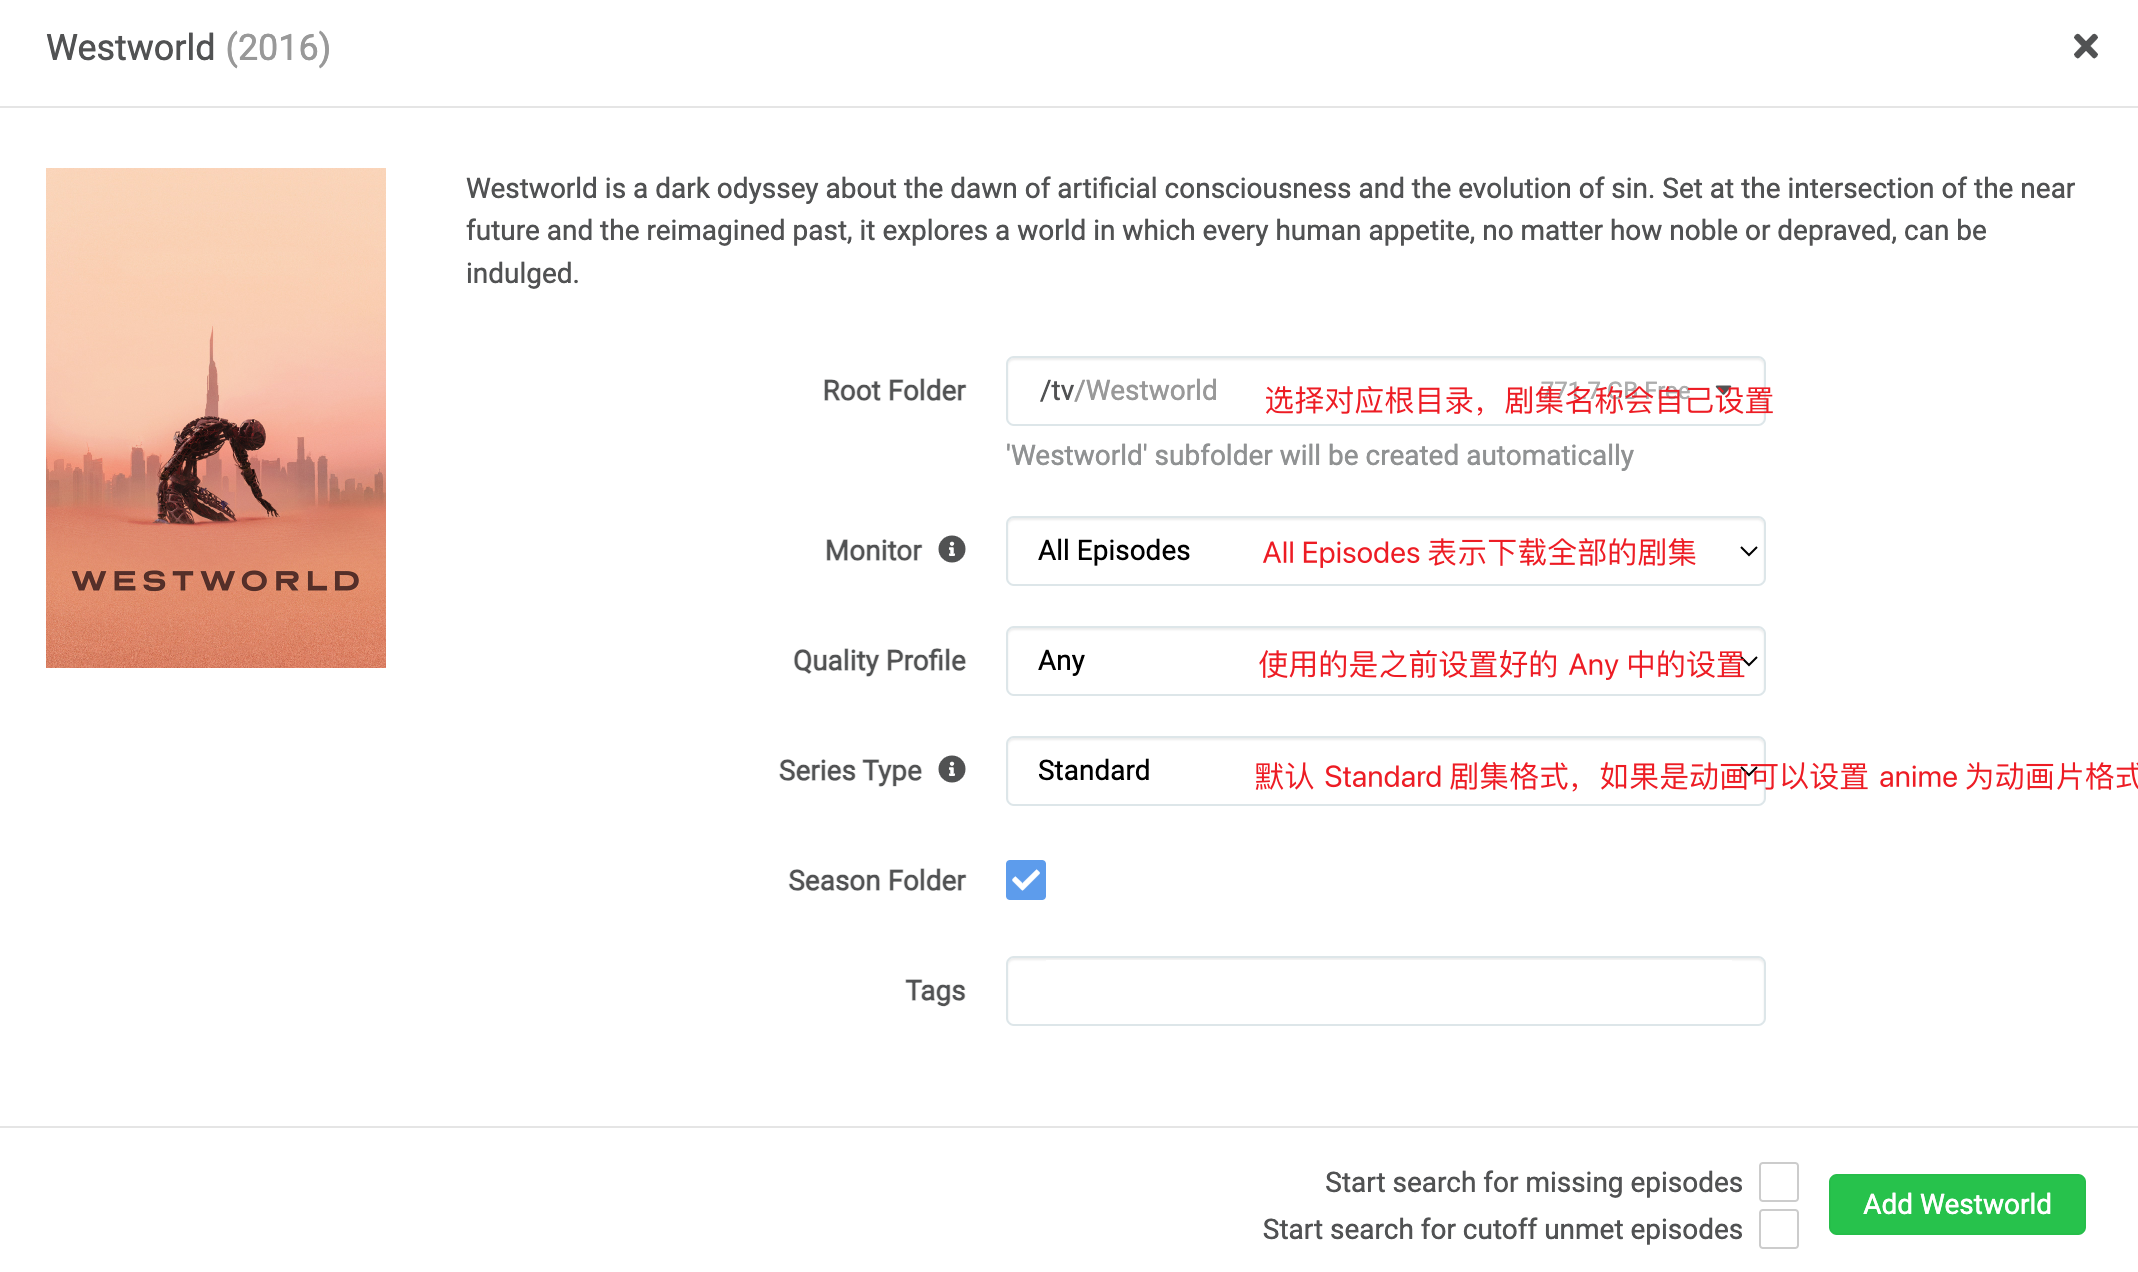 Westworld (2016)
Westworld is a dark odyssey about the dawn of artificial consciousness and the evolution of sin. Set at the intersection of the near
future and the reimagined past, it explores a world in which every human appetite, no matter how noble or depraved, can be
indulged.
WESTWORLD
Root Folder /tv/Westworld 771.7 GB Free
选择对应根目录，剧集名称会自己设置
'Westworld' subfolder will be created automatically
Monitor All Episodes All Episodes 表示下载全部的剧集
Quality Profile Any 使用的是之前设置好的 Any 中的设置
Series Type Standard 默认 Standard 剧集格式，如果是动画可以设置 anime 为动画片格式
Season Folder
Tags
Start search for missing episodes
Start search for cutoff unmet episodes
Add Westworld